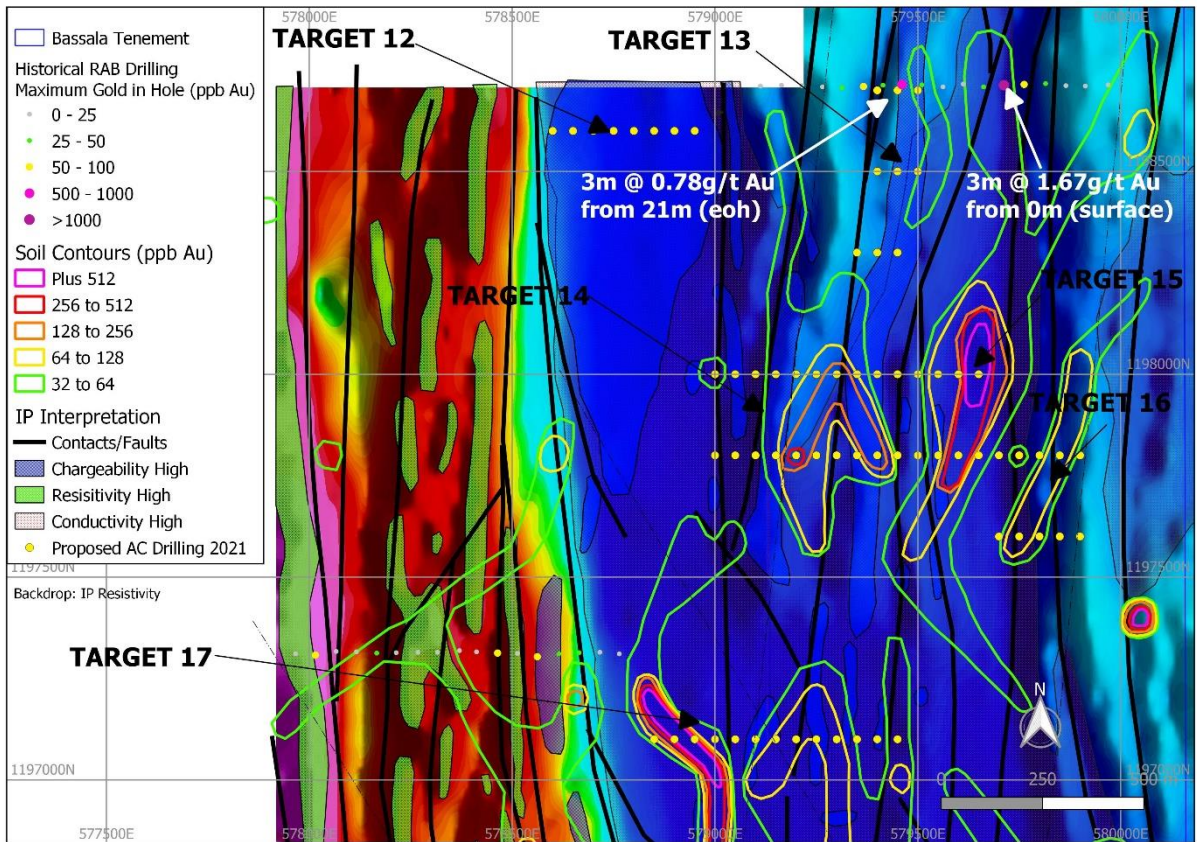 578000E
578500E
579000E
579500E
580000E
Bassala Tenement
Historical RAB Drilling
Maximum Gold in Hole (ppb Au)
0 - 25
25 - 50
50 - 100
500 - 1000
>1000
Soil Contours (ppb Au)
Plus 512
256 to 512
128 to 256
64 to 128
32 to 64
IP Interpretation
Contacts/Faults
Chargeability High
Resisitivity High
Conductivity High
Proposed AC Drilling 2021
Backdrop: IP Resistivity
TARGET 12
TARGET 13
1198500N
3m @ 0.78g/t Au
from 21m (eoh)
3m @ 1.67g/t Au
from 0m (surface)
TARGET 14
TARGET 15
1198000N
TARGET 16
1197500N
1197500N
TARGET 17
N
1197000N
1197000N
0
250
577500E
578000E
578500E
579000E
579500E
580000E